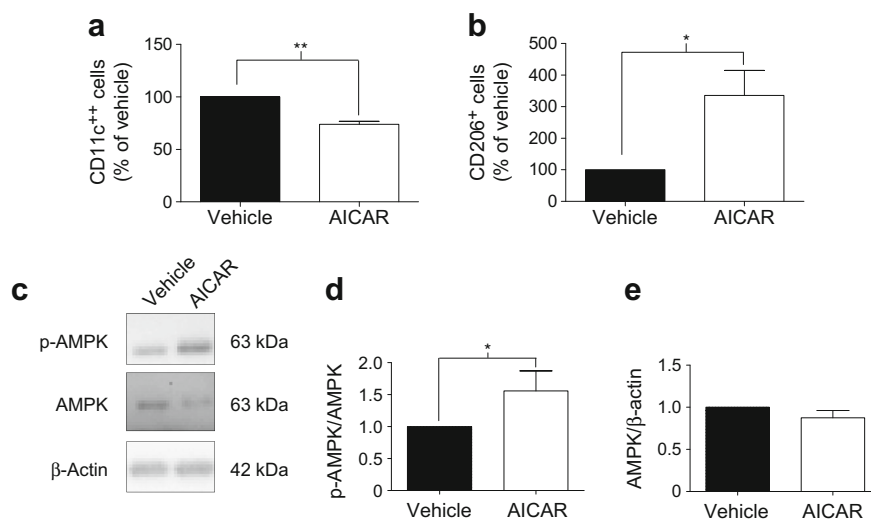 a
CD11c++ cells
(% of vehicle)
150
100
50
0
**
Vehicle
AICAR
b
CD206+ cells
(% of vehicle)
500
400
300
200
100
0
*
Vehicle
AICAR
c
Vehicle
AICAR
p-AMPK
63 kDa
AMPK
63 kDa
β-Actin
42 kDa
d
p-AMPK/AMPK
2.0
1.5
1.0
0.5
0
*
Vehicle
AICAR
e
AMPK/β-actin
1.5
1.0
0.5
0
Vehicle
AICAR